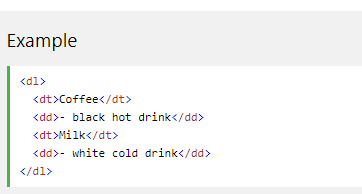 Example
<dl>
  <dt>Coffee</dt>
  <dd>- black hot drink</dd>
  <dt>Milk</dt>
  <dd>- white cold drink</dd>
</dl>